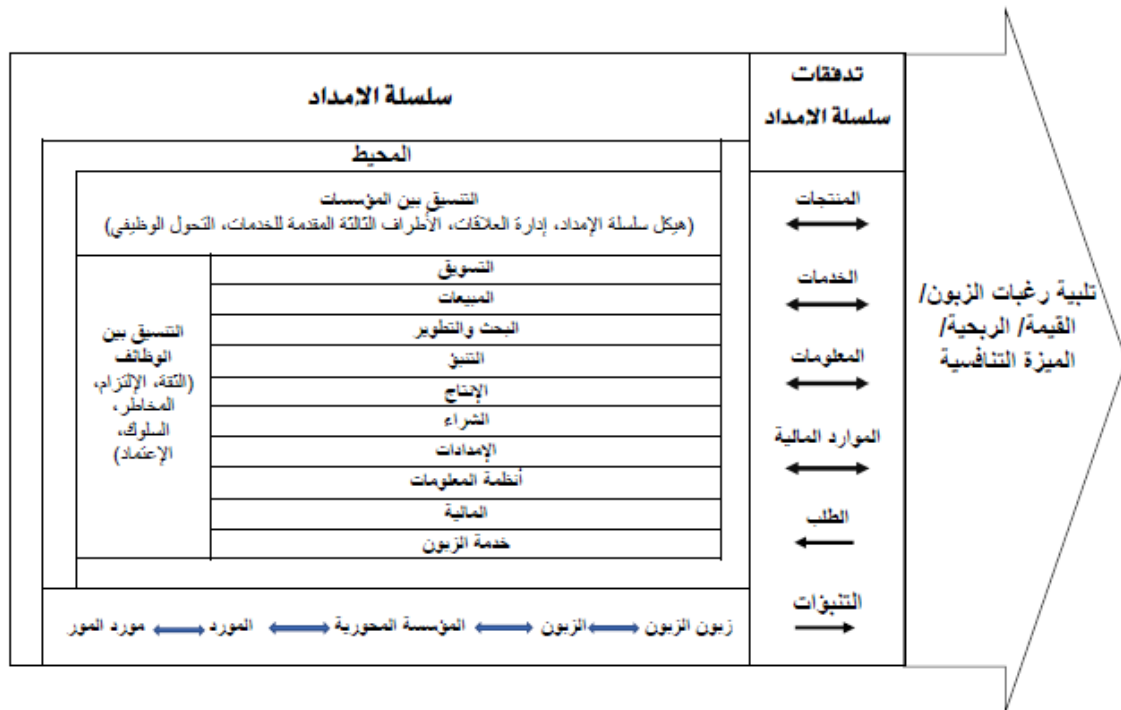 سلسلة الامداد
تدفقات
سلسلة الامداد
المحيط
التنسيق بين المؤسسات
(هيكل سلسلة الإمداد، إدارة العلاقات، الأطراف الثالثة المقدمة للخدمات، التحول الوظيفي)
التنسيق بين
الوظائف
(الثقة، الإلتزام،
المخاطر،
السلوك،
الإعتماد)
التسويق
المبيعات
البحث والتطوير
التنبؤ
الإنتاج
الشراء
الإمدادات
أنظمة المعلومات
المالية
خدمة الزبون
زبون الزبون الزبون المؤسسة المحورية المورد مورد المور
المنتجات
الخدمات
المعلومات
الموارد المالية
الطلب
التنبؤات
تلبية رغبات الزبون/
القيمة/ الربحية/
الميزة التنافسية